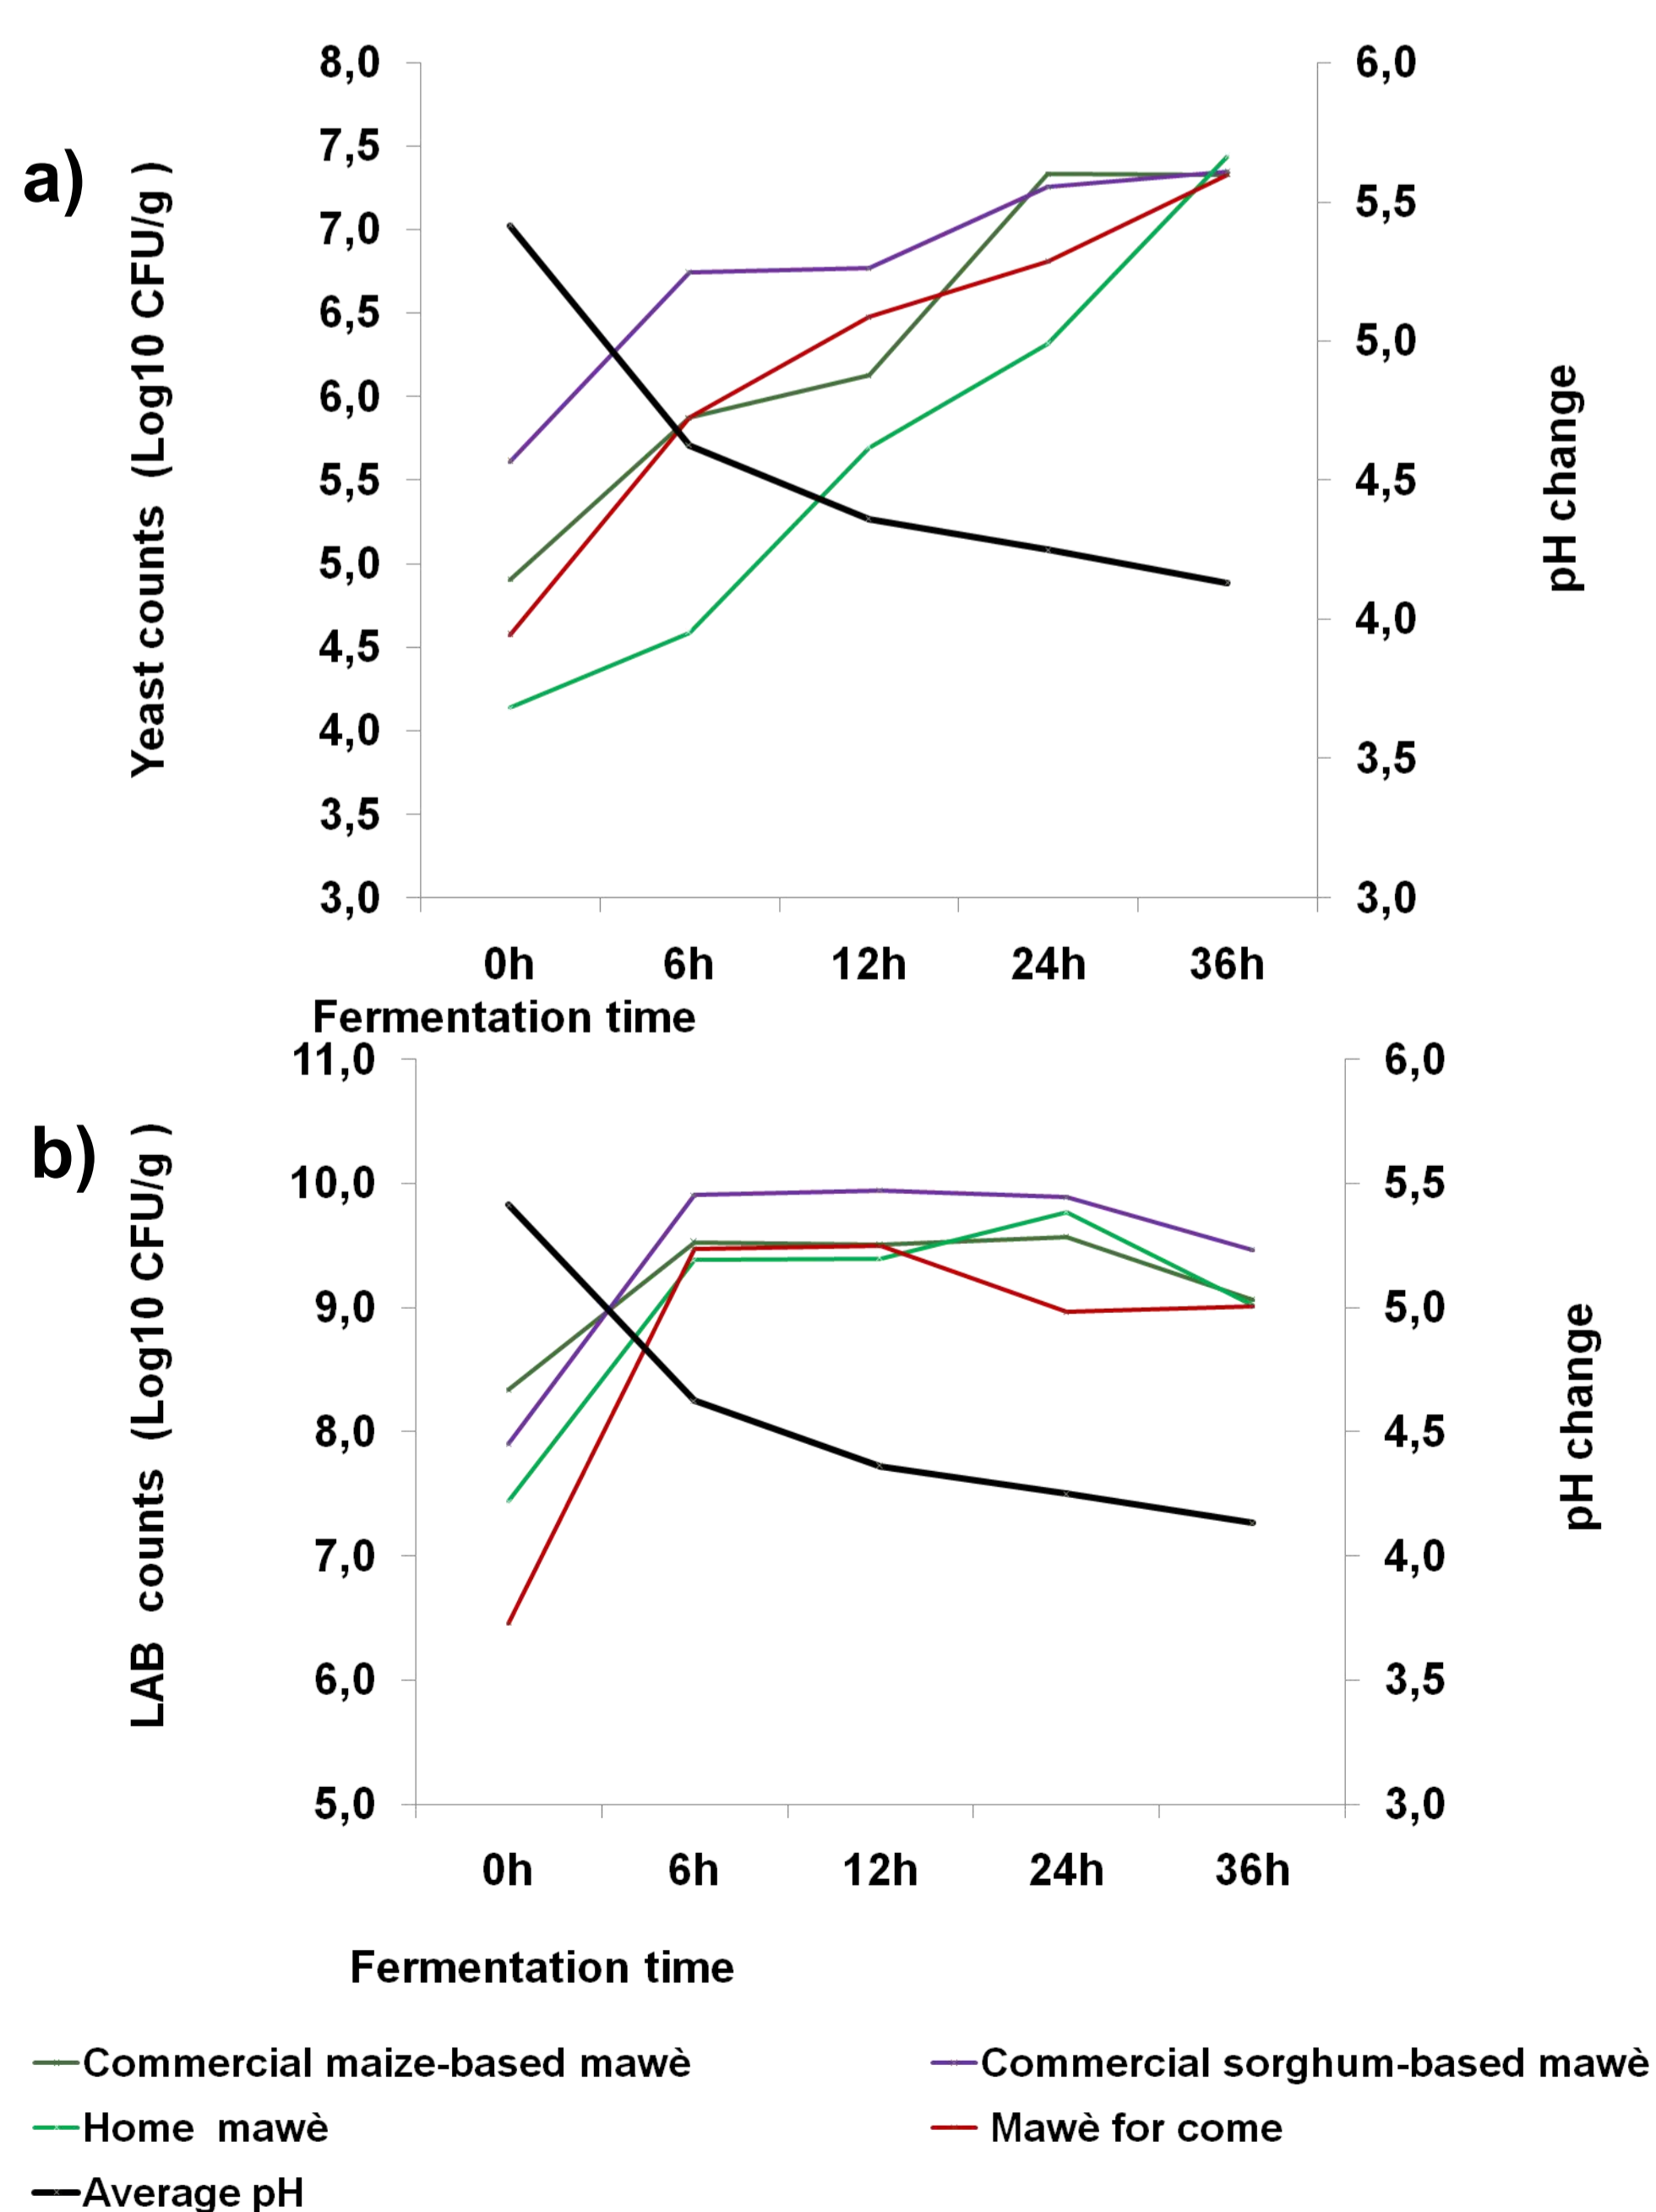 a)
Yeast counts (Log10 CFU/g )
8,0
7,5
7,0
6,5
6,0
5,5
5,0
4,5
4,0
3,5
3,0
6,0
5,5
5,0
4,5
4,0
3,5
3,0
pH change
0h 6h 12h 24h 36h
Fermentation time
b)
LAB counts (Log10 CFU/g )
11,0
10,0
9,0
8,0
7,0
6,0
5,0
6,0
5,5
5,0
4,5
4,0
3,5
3,0
pH change
0h 6h 12h 24h 36h
Fermentation time
Commercial maize-based mawè
Commercial sorghum-based mawè
Home mawè
Mawè for come
Average pH